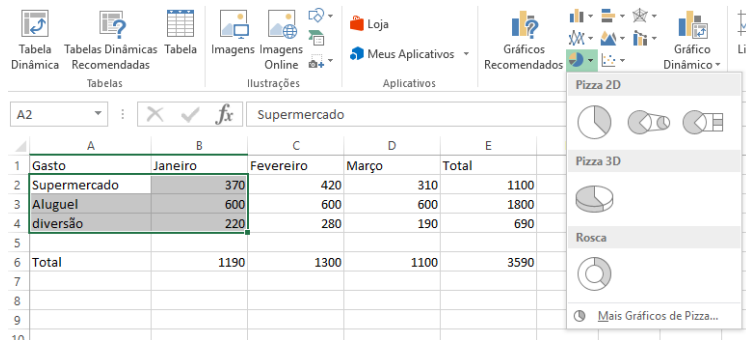 Tabela Dinâmica
Tabelas Dinâmicas Recomendadas
Tabela
Imagens
Imagens Online
Loja
Meus Aplicativos
Gráficos Recomendados
Gráfico Dinâmico
Li
Tabelas
Ilustrações
Aplicativos
A2
fx
Supermercado
Pizza 2D
Pizza 3D
Rosca
Mais Gráficos de Pizza...
A B C D E
1 Gasto Janeiro Fevereiro Março Total
2 Supermercado 370 420 310 1100
3 Aluguel 600 600 600 1800
4 diversão 220 280 190 690
5
6 Total 1190 1300 1100 3590
7
8
9
10